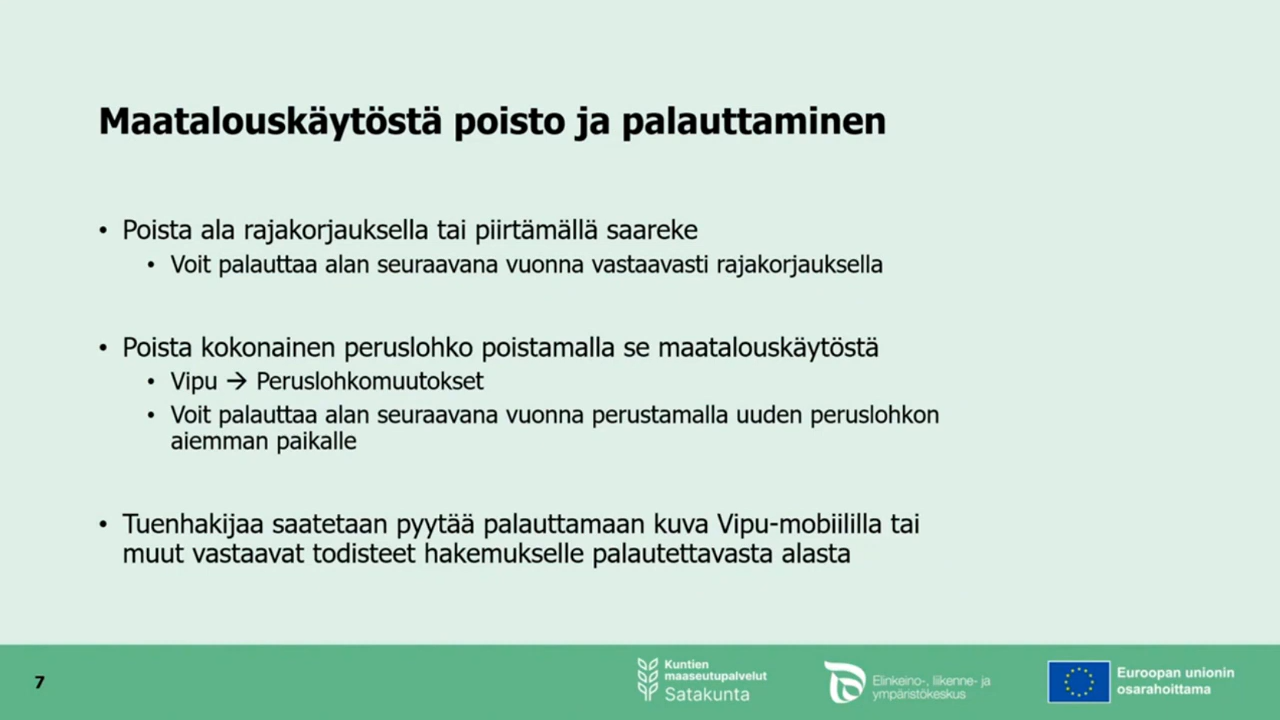 Maatalouskäytöstä poisto ja palauttaminen
• Poista ala rajakorjauksella tai piirtämällä saareke
• Voit palauttaa alan seuraavana vuonna vastaavasti rajakorjauksella
• Poista kokonainen peruslohko poistamalla se maatalouskäytöstä
• Vipu → Peruslohkomuutokset
• Voit palauttaa alan seuraavana vuonna perustamalla uuden peruslohkon
aiemman paikalle
• Tuenhakijaa saatetaan pyytää palauttamaan kuva Vipu-mobiililla tai
muut vastaavat todisteet hakemukselle palautettavasta alasta
7
Kuntien
maaseutupalvelut
Satakunta
Elinkeino-, liikenne- ja
ympäristökeskus
Euroopan unionin
osarahoittama